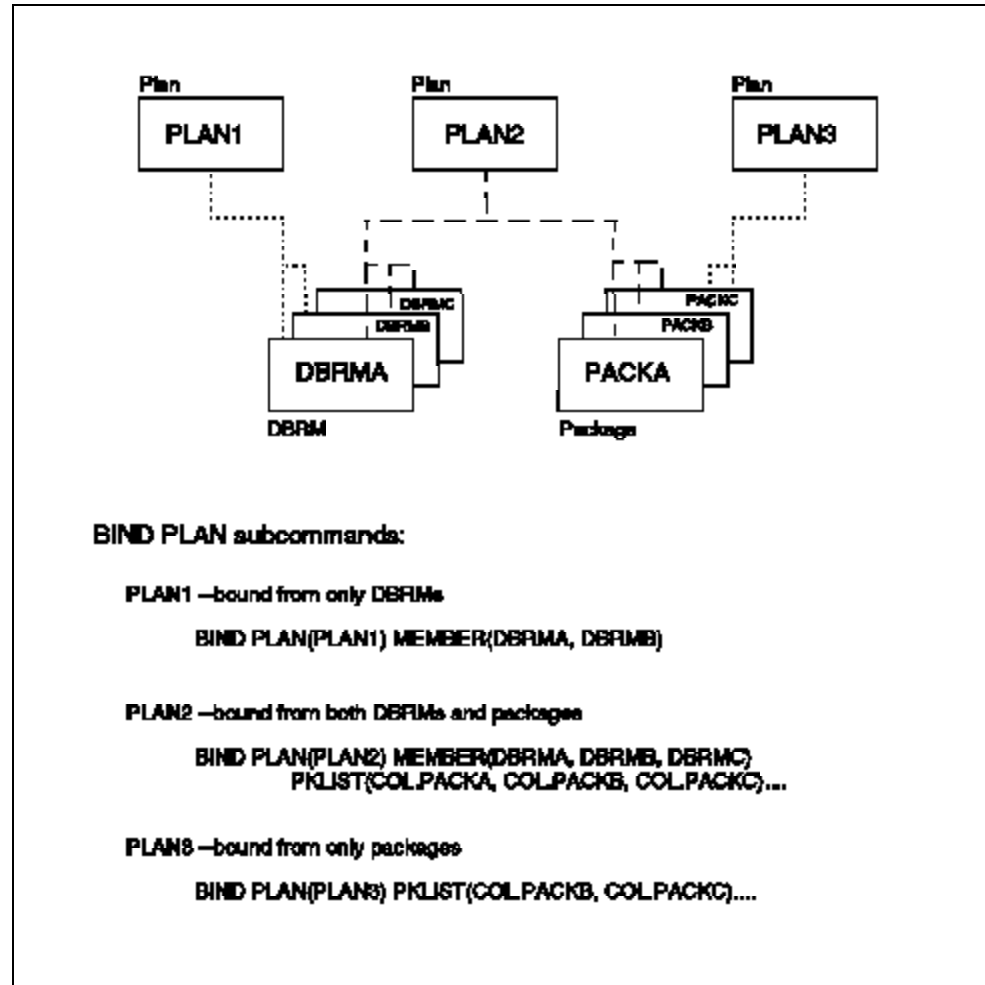 Plan Plan Plan
PLAN1 PLAN2 PLAN3
DBRMC PACKC
DBRMB PACKB
DBRMA PACKA
DBRM Package
BIND PLAN subcommands:
PLAN1 --bound from only DBRMs
BIND PLAN(PLAN1) MEMBER(DBRMA, DBRMB)
PLAN2 --bound from both DBRMs and packages
BIND PLAN(PLAN2) MEMBER(DBRMA, DBRMB, DBRMC)
PKLIST(COL.PACKA, COL.PACKB, COL.PACKC)....
PLAN3 --bound from only packages
BIND PLAN(PLAN3) PKLIST(COL.PACKB, COL.PACKC)....